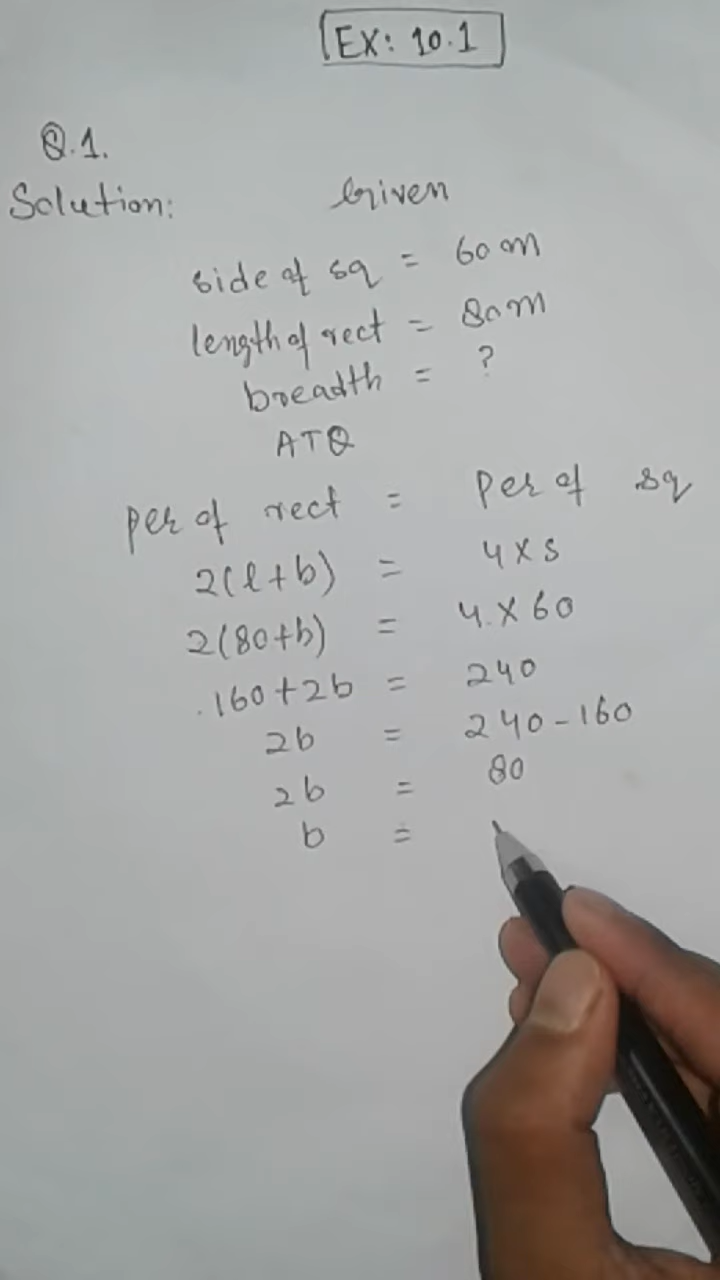 EX: 10.1
Q.1.
Solution: Given
side of sq = 60 m
length of rect = 80 m
breadth = ?
ATQ
Per of rect = Per of sq
2(l+b) = 4 X s
2(80+b) = 4 X 60
160+2b = 240
2b = 240-160
2b = 80
b =